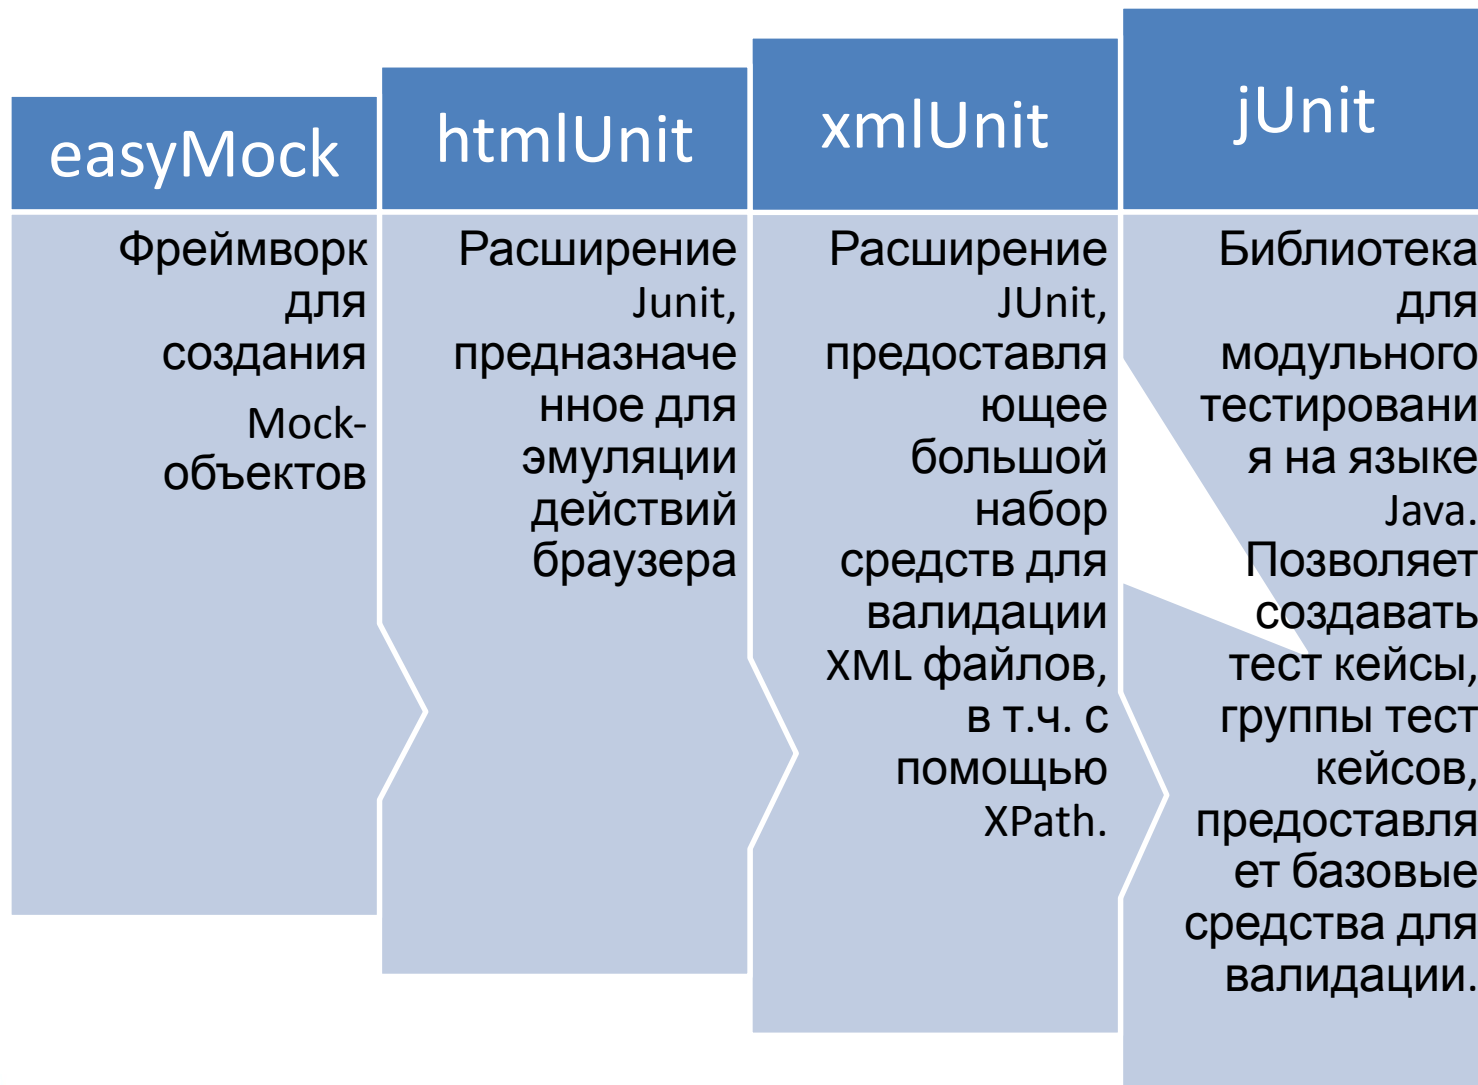 easyMock
Фреймворк
для
создания
Mock-
объектов
htmlUnit
Расширение
Junit,
предназначе
нное для
эмуляции
действий
браузера
xmlUnit
Расширение
JUnit,
предоставля
ющее
большой
набор
средств для
валидации
XML файлов,
в т.ч. с
помощью
XPath.
jUnit
Библиотека
для
модульного
тестировани
я на языке
Java.
Позволяет
создавать
тест кейсы,
группы тест
кейсов,
предоставля
ет базовые
средства для
валидации.